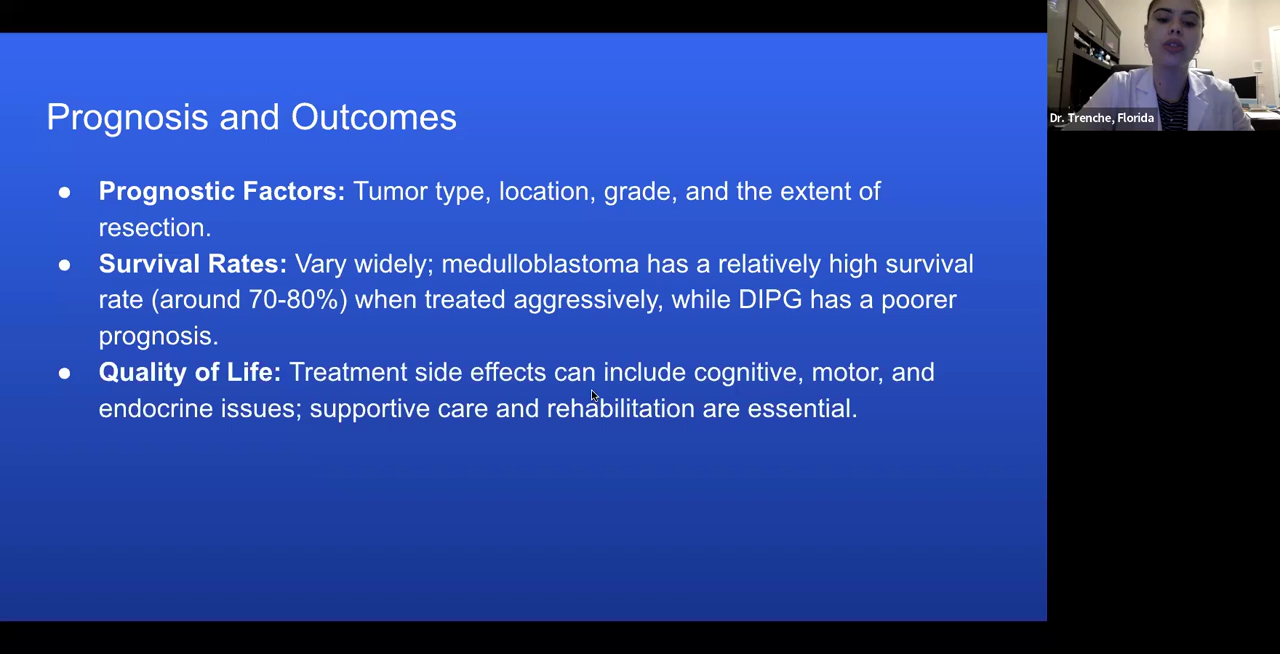 Prognosis and Outcomes
● Prognostic Factors: Tumor type, location, grade, and the extent of
resection.
● Survival Rates: Vary widely; medulloblastoma has a relatively high survival
rate (around 70-80%) when treated aggressively, while DIPG has a poorer
prognosis.
● Quality of Life: Treatment side effects can include cognitive, motor, and
endocrine issues; supportive care and rehabilitation are essential.
Dr. Trenche, Florida